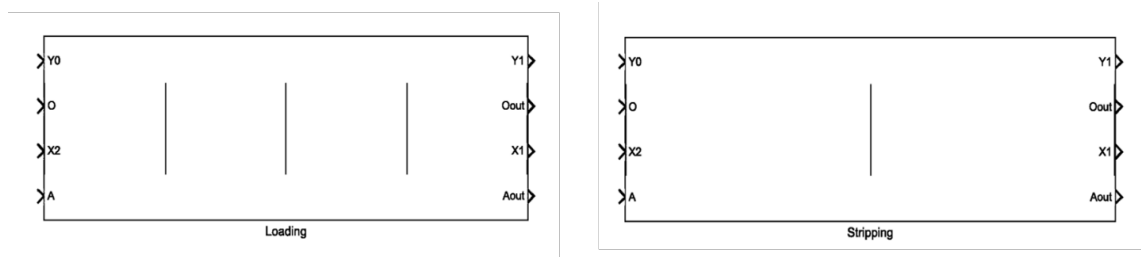 Y0 Y1
O Oout
X2 X1
A Aout
Loading
Y0 Y1
O Oout
X2 X1
A Aout
Stripping